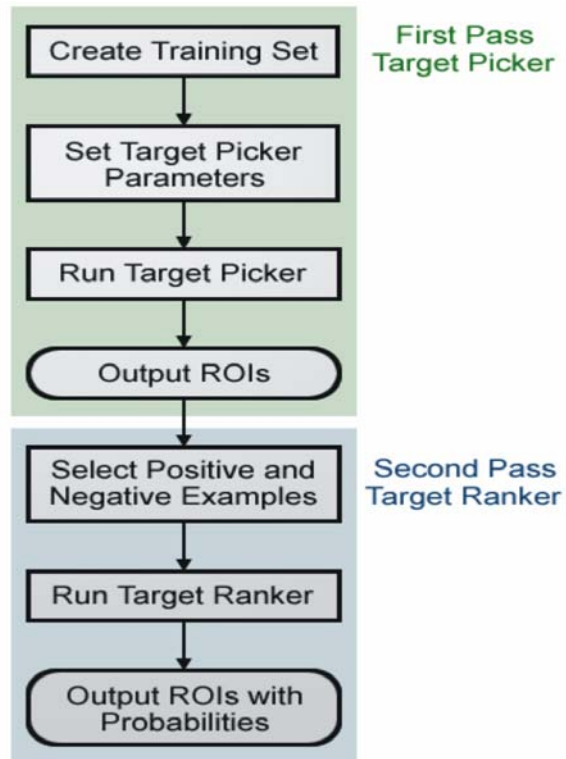 Create Training Set
First Pass
Target Picker
Set Target Picker
Parameters
Run Target Picker
Output ROIs
Select Positive and
Negative Examples
Second Pass
Target Ranker
Run Target Ranker
Output ROIs with
Probabilities